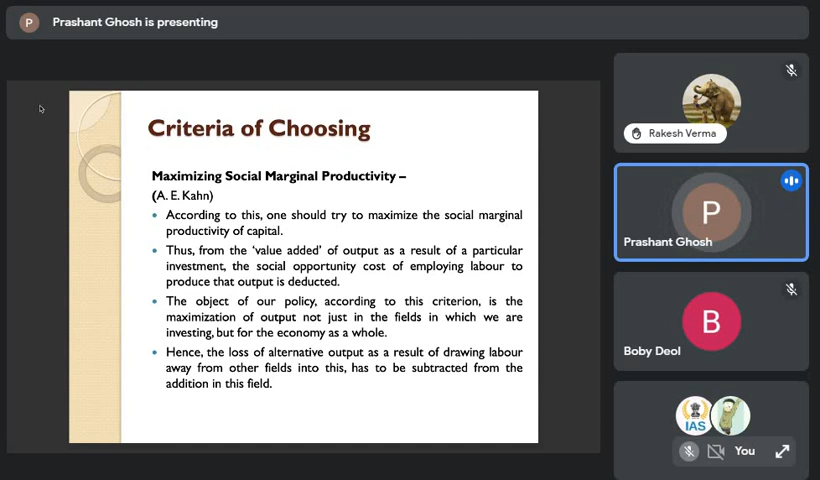 P Prashant Ghosh is presenting
Criteria of Choosing
Maximizing Social Marginal Productivity –
(A. E. Kahn)
• According to this, one should try to maximize the social marginal
productivity of capital.
• Thus, from the ‘value added’ of output as a result of a particular
investment, the social opportunity cost of employing labour to
produce that output is deducted.
• The object of our policy, according to this criterion, is the
maximization of output not just in the fields in which we are
investing, but for the economy as a whole.
• Hence, the loss of alternative output as a result of drawing labour
away from other fields into this, has to be subtracted from the
addition in this field.
Rakesh Verma
P
Prashant Ghosh
B
Boby Deol
IAS
You